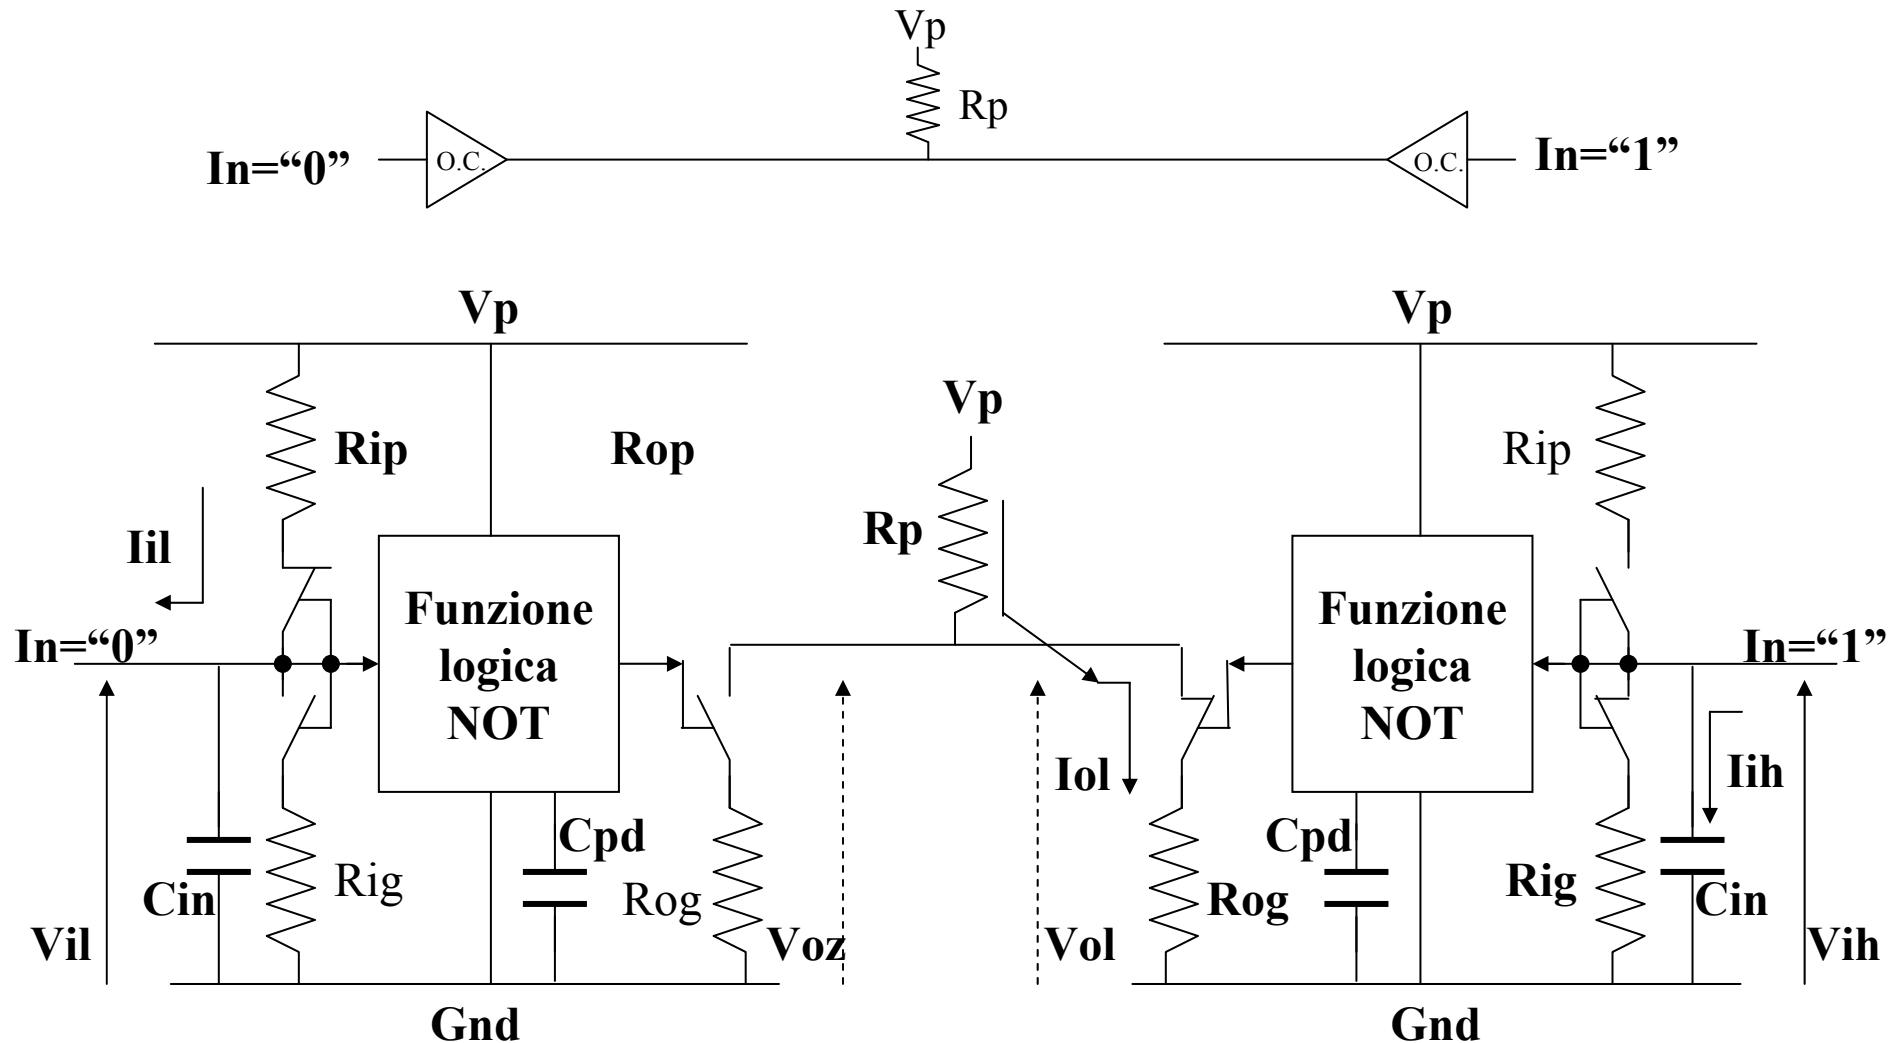 Vp
Rp
In=“0”
O.C.
O.C.
In=“1”
Vp
Vp
Vp
Rip
Rop
Rip
Rp
Iil
In=“0”
Funzione
logica
NOT
Funzione
logica
NOT
In=“1”
Iol
Iih
Cpd
Cpd
Cin
Rig
Rog
Rog
Rig
Cin
Vil
Voz
Vol
Vih
Gnd
Gnd